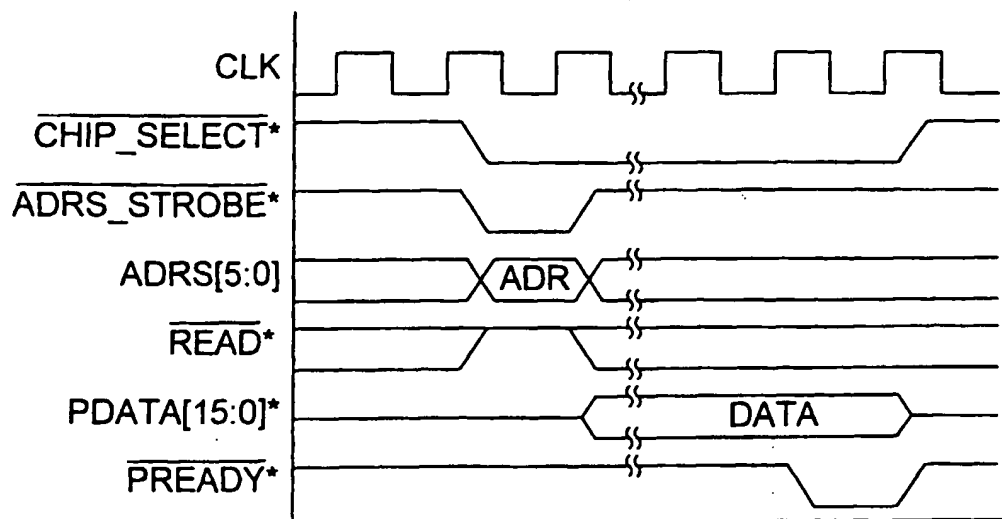 CLK
CHIP_SELECT*
ADRS_STROBE*
ADRS[5:0]
ADR
READ*
PDATA[15:0]*
DATA
PREADY*